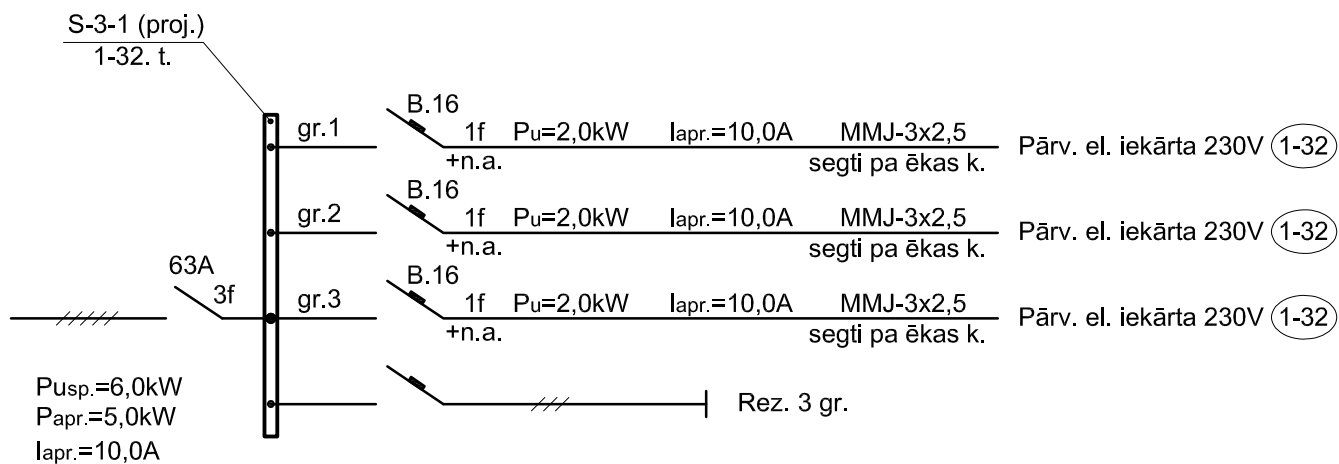 S-3-1 (proj.)
1-32. t.
gr.1
B.16
1f Pu=2,0kW Iapr.=10,0A MMJ-3x2,5
+n.a. segti pa ēkas k.
Pārv. el. iekārta 230V 1-32
gr.2
B.16
1f Pu=2,0kW Iapr.=10,0A MMJ-3x2,5
+n.a. segti pa ēkas k.
Pārv. el. iekārta 230V 1-32
63A
3f
gr.3
B.16
1f Pu=2,0kW Iapr.=10,0A MMJ-3x2,5
+n.a. segti pa ēkas k.
Pārv. el. iekārta 230V 1-32
Rez. 3 gr.
Pusp.=6,0kW
Papr.=5,0kW
Iapr.=10,0A